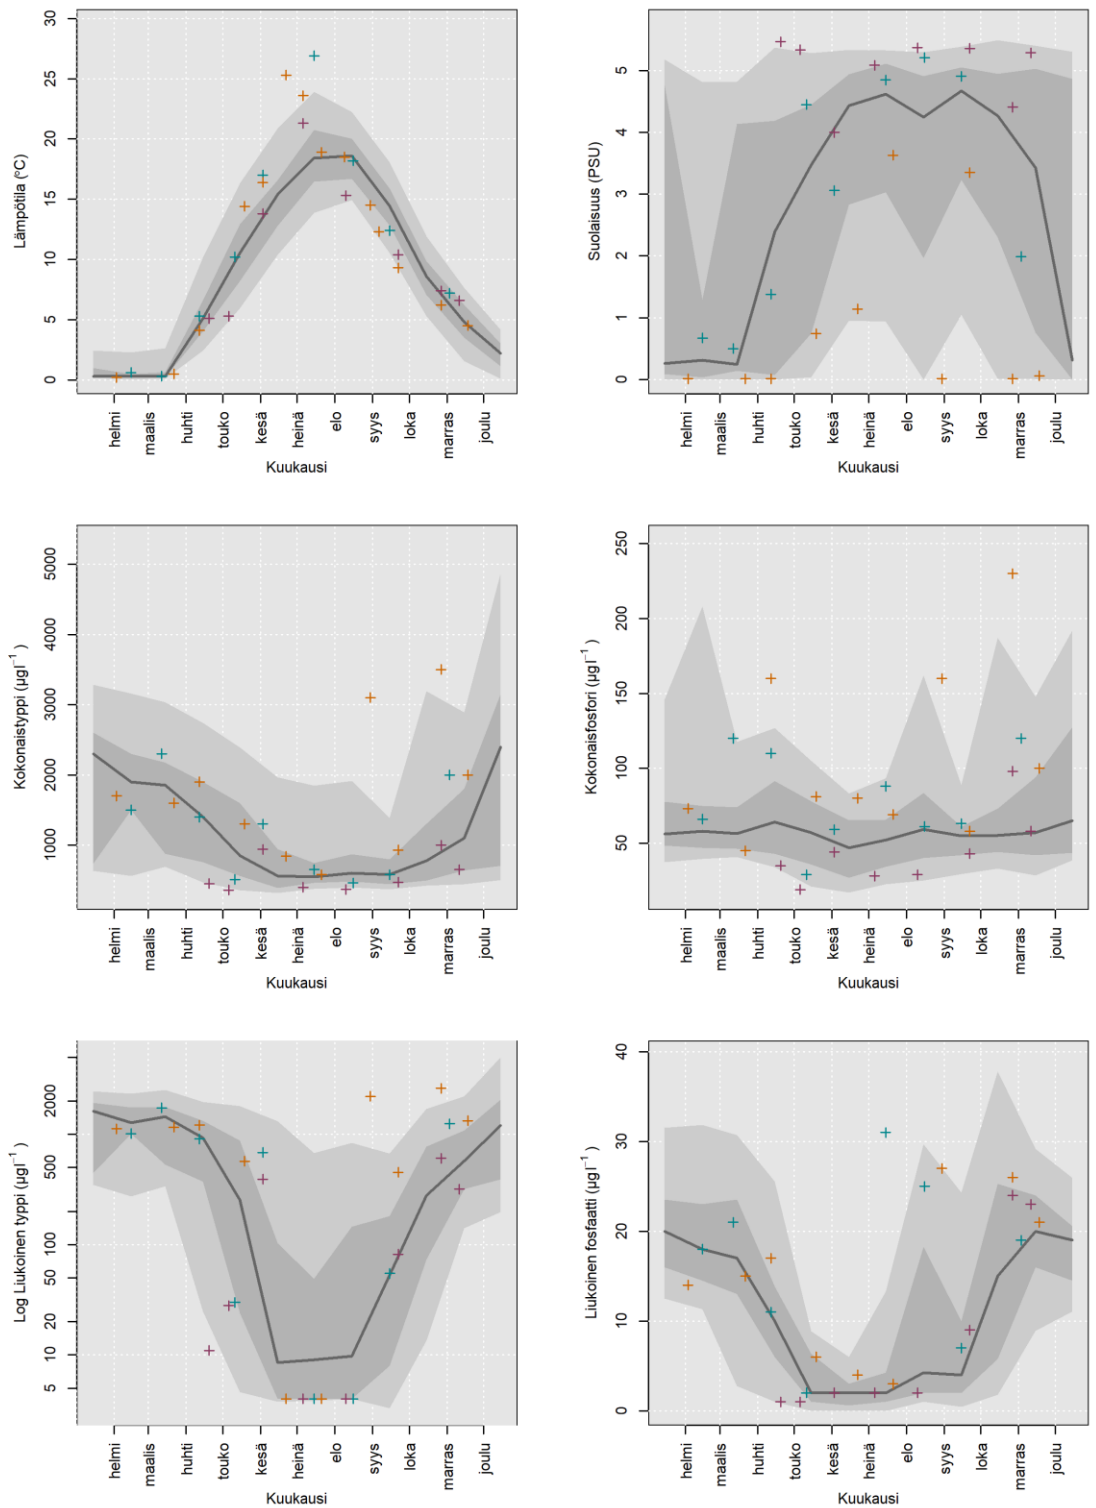 Lämpötila (°C)
30
25
20
15
10
5
0
helmi
maalis
huhti
touko
kesä
heinä
elo
syys
loka
marras
joulu
Kuukausi
Suolaisuus (PSU)
5
4
3
2
1
0
helmi
maalis
huhti
touko
kesä
heinä
elo
syys
loka
marras
joulu
Kuukausi
Kokonaistyppi (µgl⁻¹)
5000
4000
3000
2000
1000
helmi
maalis
huhti
touko
kesä
heinä
elo
syys
loka
marras
joulu
Kuukausi
Kokonaisfosfori (µgl⁻¹)
250
200
150
100
50
helmi
maalis
huhti
touko
kesä
heinä
elo
syys
loka
marras
joulu
Kuukausi
Log Liukoinen typpi (µgl⁻¹)
2000
500
100
50
20
10
5
helmi
maalis
huhti
touko
kesä
heinä
elo
syys
loka
marras
joulu
Kuukausi
Liukoinen fosfaatti (µgl⁻¹)
40
30
20
10
0
helmi
maalis
huhti
touko
kesä
heinä
elo
syys
loka
marras
joulu
Kuukausi